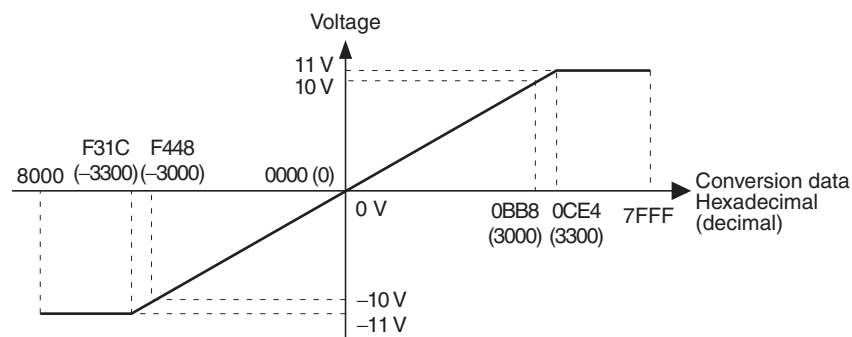 Voltage
11 V
10 V
F31C F448
8000 (–3300) (–3000) 0000 (0)
Conversion data
Hexadecimal
(decimal)
0 V 0BB8 0CE4 7FFF
(3000) (3300)
–10 V
–11 V